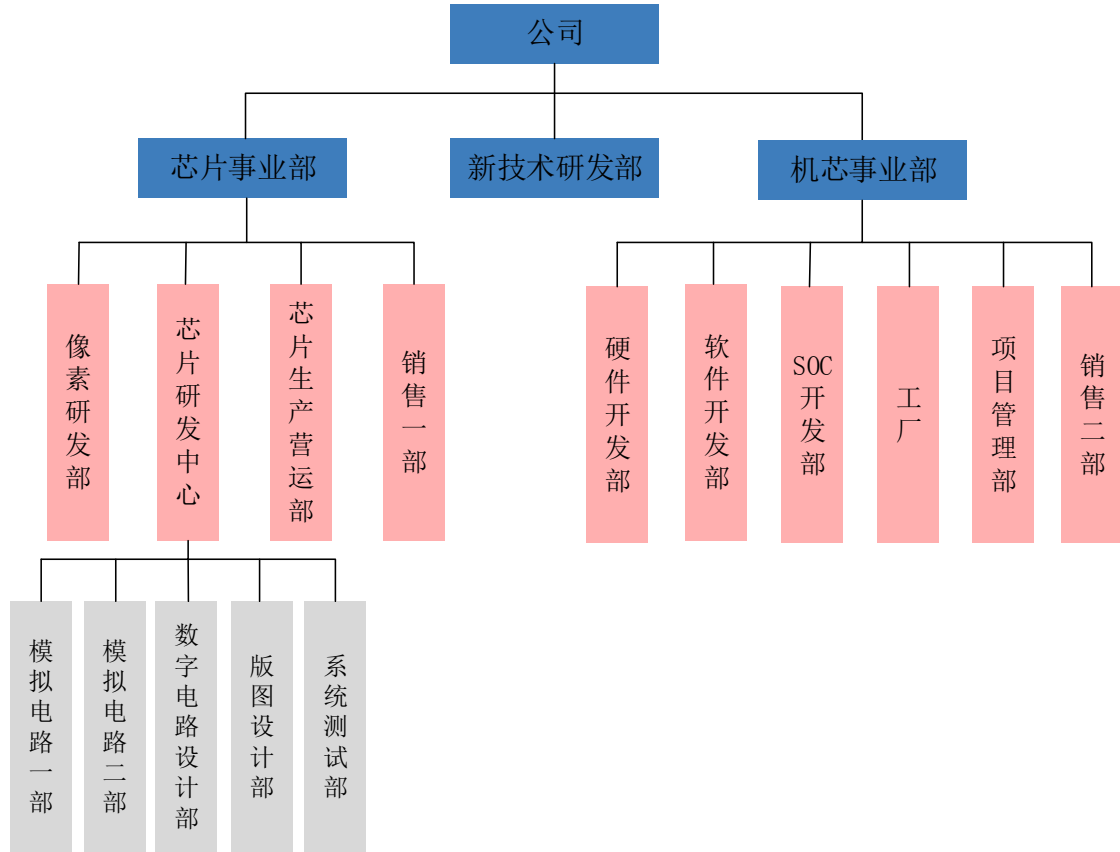 公司
芯片事业部
新技术研发部
机芯事业部
像素研发部
芯片研发中心
芯片生产营运部
销售一部
硬件开发部
软件开发部
SOC开发部
工厂
项目管理部
销售二部
模拟电路一部
模拟电路二部
数字电路设计部
版图设计部
系统测试部